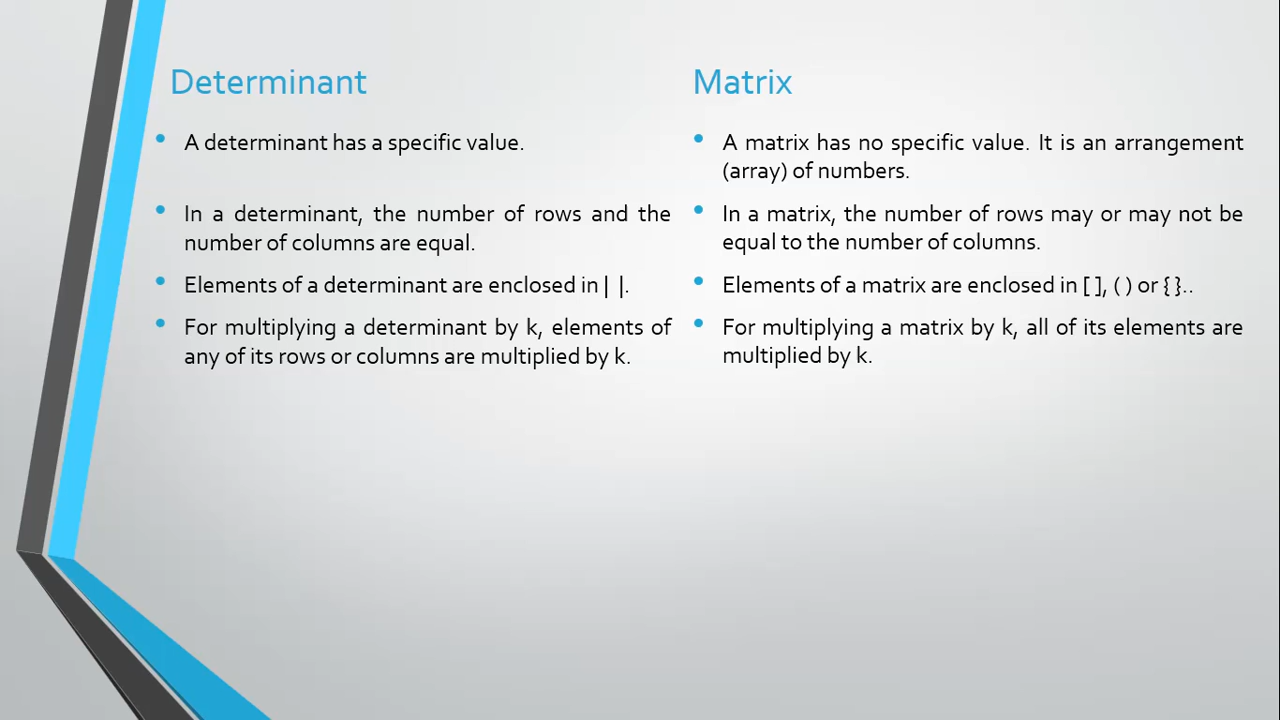 Determinant
• A determinant has a specific value.
• In a determinant, the number of rows and the
number of columns are equal.
• Elements of a determinant are enclosed in | |.
• For multiplying a determinant by k, elements of
any of its rows or columns are multiplied by k.
Matrix
• A matrix has no specific value. It is an arrangement
(array) of numbers.
• In a matrix, the number of rows may or may not be
equal to the number of columns.
• Elements of a matrix are enclosed in [ ], ( ) or { }..
• For multiplying a matrix by k, all of its elements are
multiplied by k.